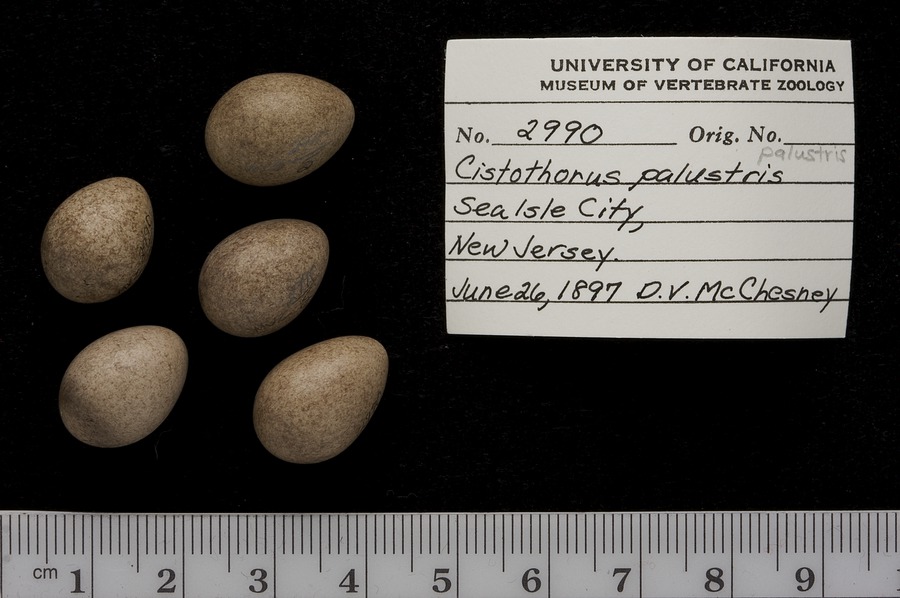 UNIVERSITY OF CALIFORNIA
MUSEUM OF VERTEBRATE ZOOLOGY
No. 2990 Orig. No.
palustris
Cistothorus palustris
Sea Isle City,
New Jersey.
June 26, 1897 D.V. McChesney
cm 1 2 3 4 5 6 7 8 9 1